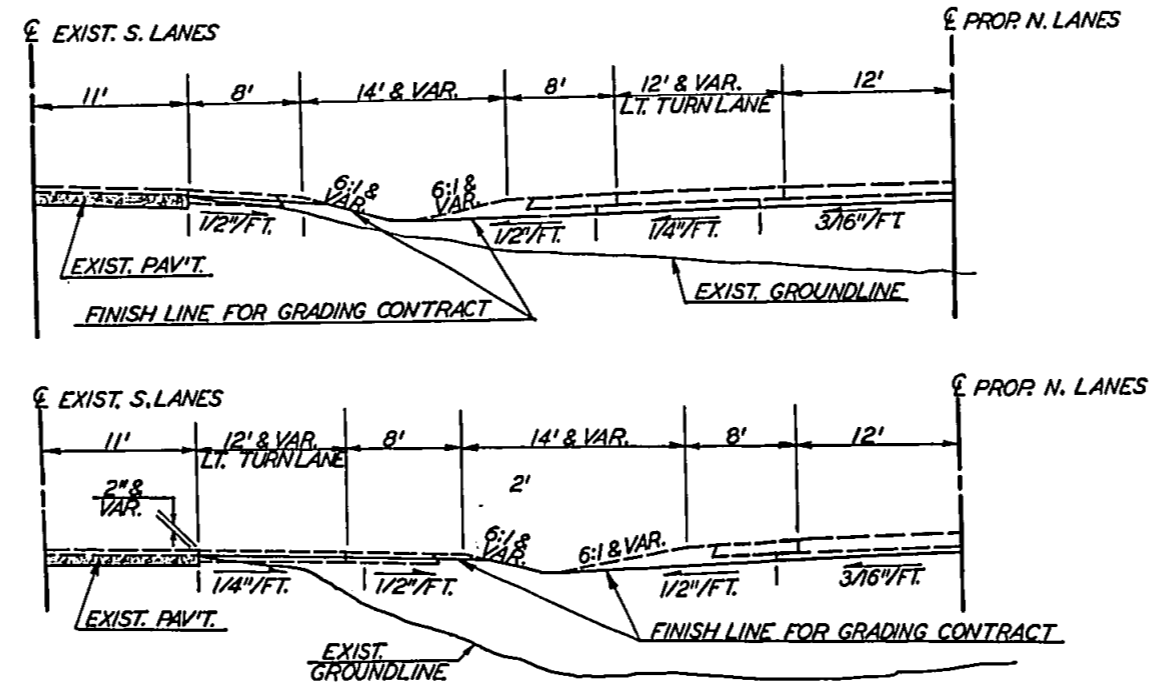 ℄ EXIST. S. LANES
℄ PROP. N. LANES
11'
8'
14' & VAR.
8'
12' & VAR.
LT. TURN LANE
12'
6:1 &
VAR.
6:1 &
VAR.
1/2"/FT.
1/2"/FT.
1/4"/FT.
3/16"/FT
EXIST. PAV'T.
EXIST. GROUNDLINE
FINISH LINE FOR GRADING CONTRACT
℄ EXIST. S. LANES
℄ PROP. N. LANES
11'
12' & VAR.
LT. TURN LANE
8'
14' & VAR.
8'
12'
2'
2" &
VAR.
6:1 &
VAR.
6:1 & VAR.
1/4"/FT.
1/2"/FT.
1/2"/FT.
3/16"/FT.
EXIST. PAV'T.
FINISH LINE FOR GRADING CONTRACT
EXIST.
GROUNDLINE